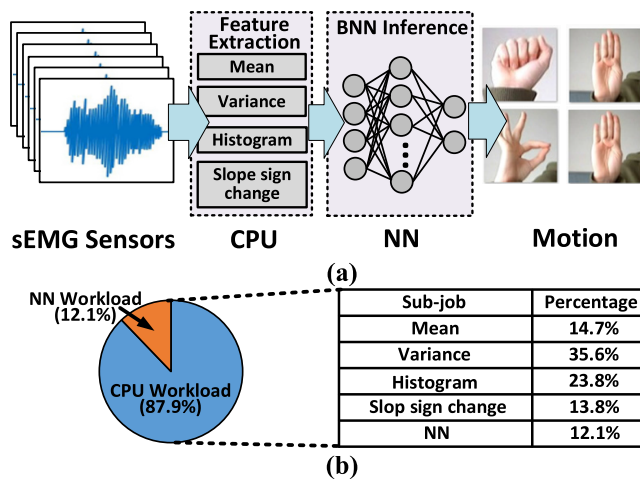 Feature
Extraction
BNN Inference
Mean
Variance
Histogram
Slope sign
change
sEMG Sensors
CPU
NN
Motion
(a)
NN Workload
(12.1%)
CPU Workload
(87.9%)
Sub-job Percentage
Mean 14.7%
Variance 35.6%
Histogram 23.8%
Slop sign change 13.8%
NN 12.1%
(b)